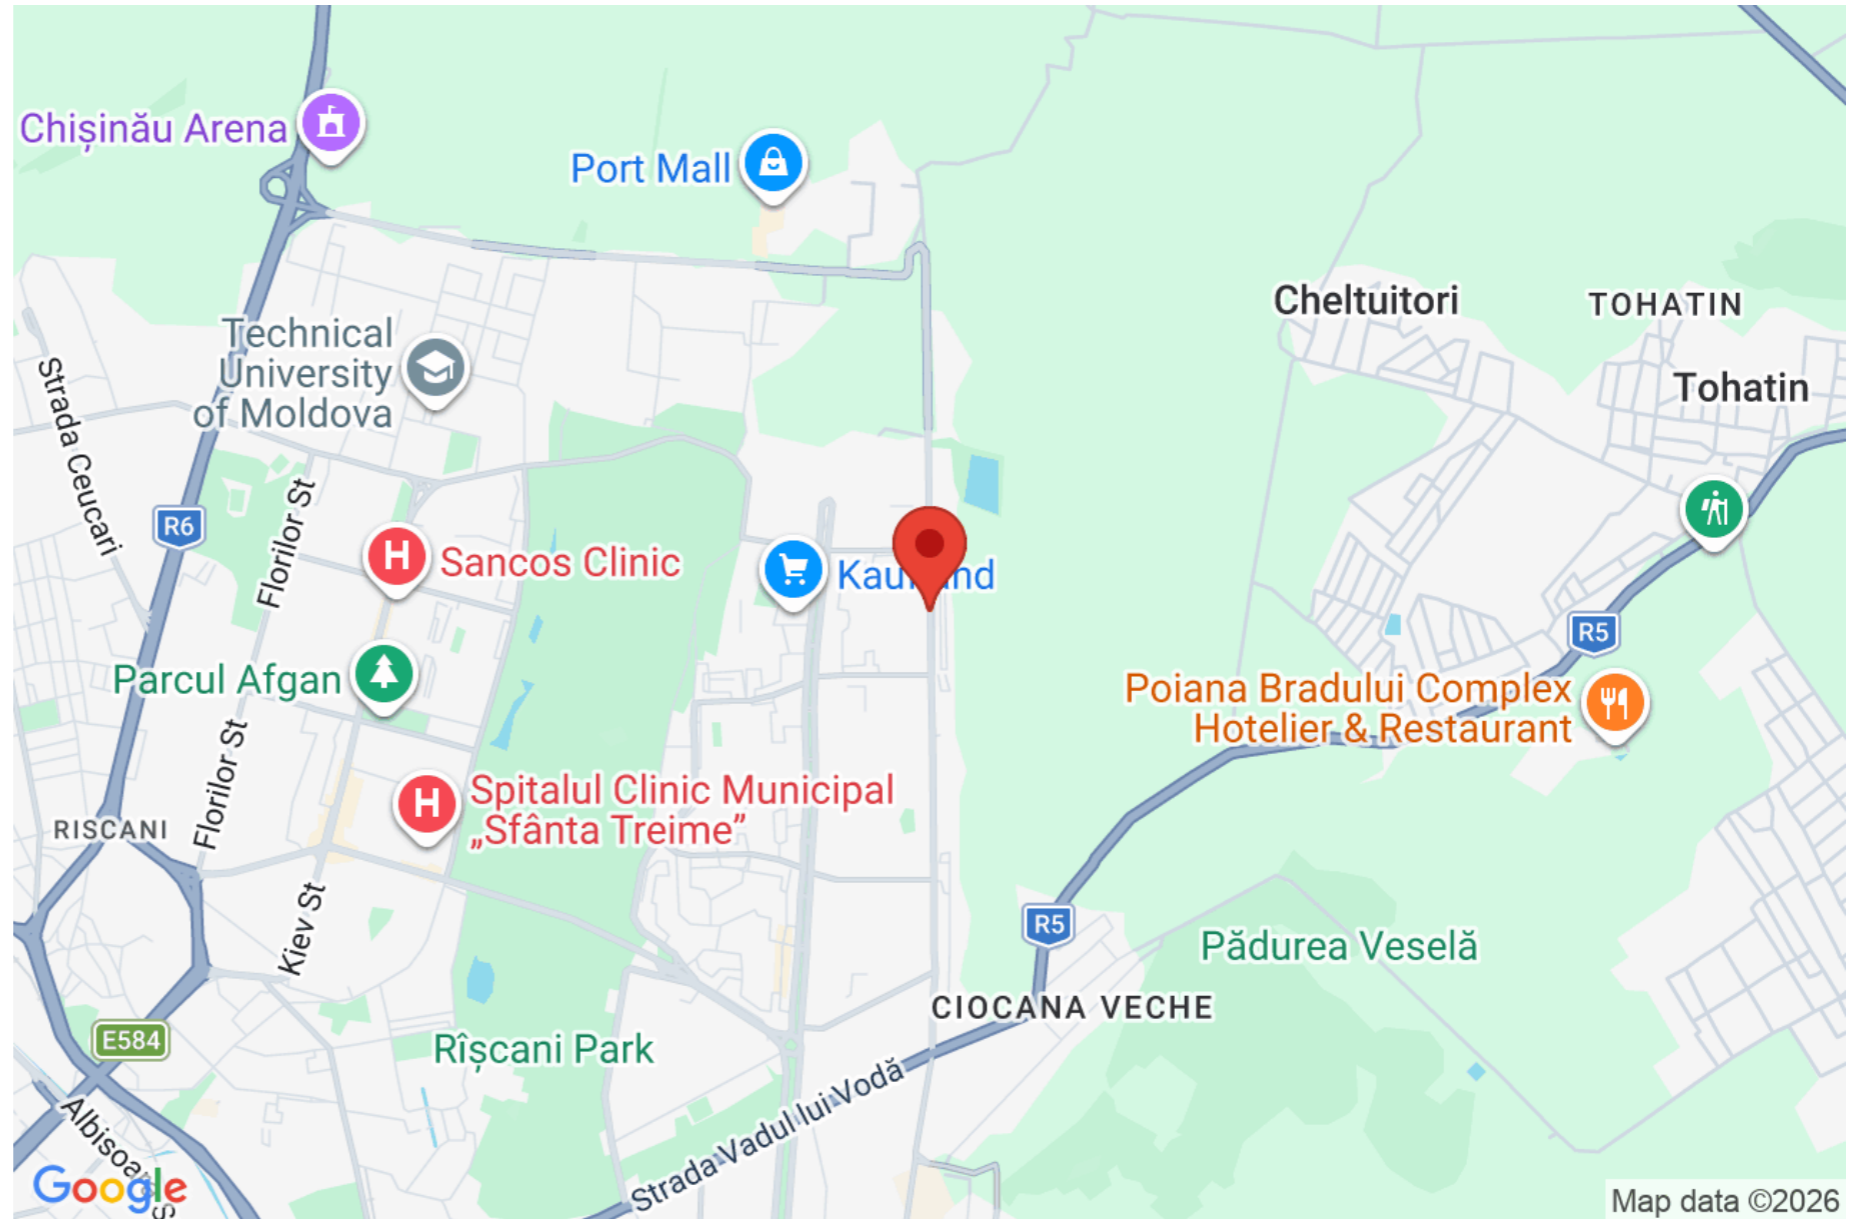 Chișinău Arena
Port Mall
Cheltuitori
TOHATIN
Technical
University
of Moldova
Tohatin
Strada Ceucari
Florilor St
R6
Sancos Clinic
R5
Parcul Afgan
Poiana Bradului Complex
Hotelier & Restaurant
Florilor St
Spitalul Clinic Municipal
„Sfânta Treime”
RISCANI
Kiev St
R5
Pădurea Veselă
CIOCANA VECHE
E584
Rîșcani Park
Strada Vadul lui Vodă
Google
Map data ©2026